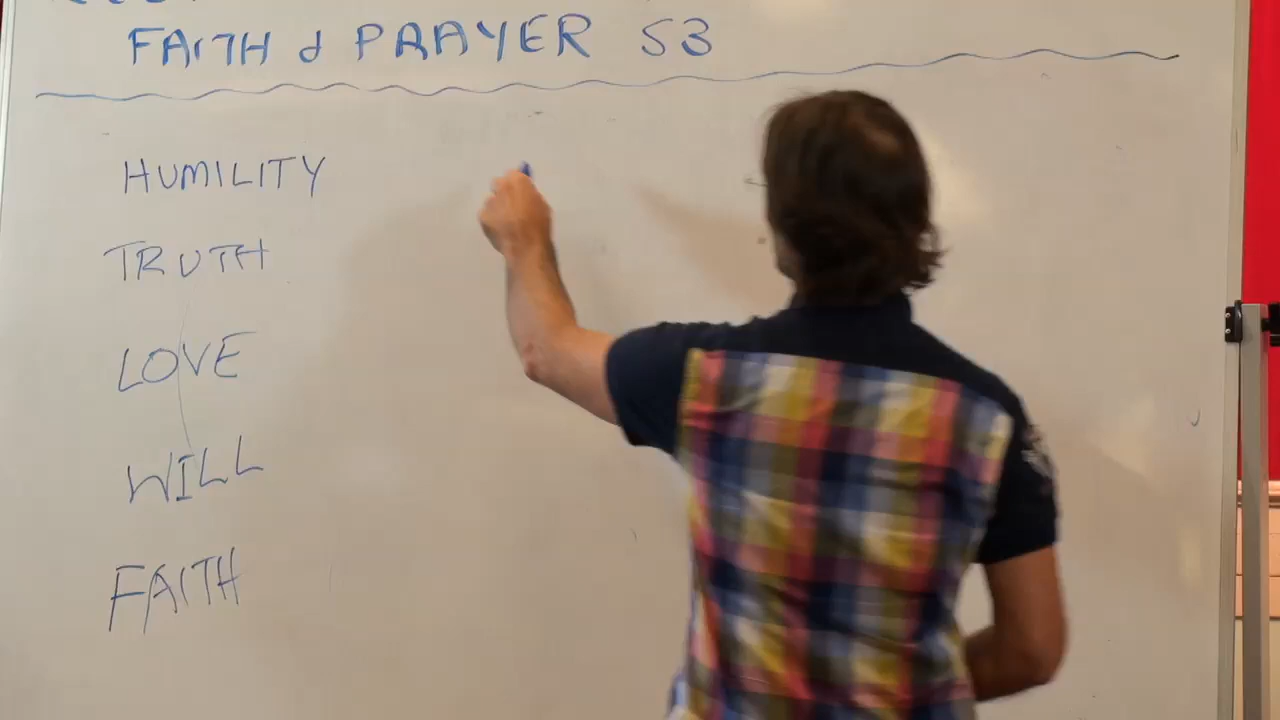 FAITH & PRAYER S3
HUMILITY
TRUTH
LOVE
WILL
FAITH